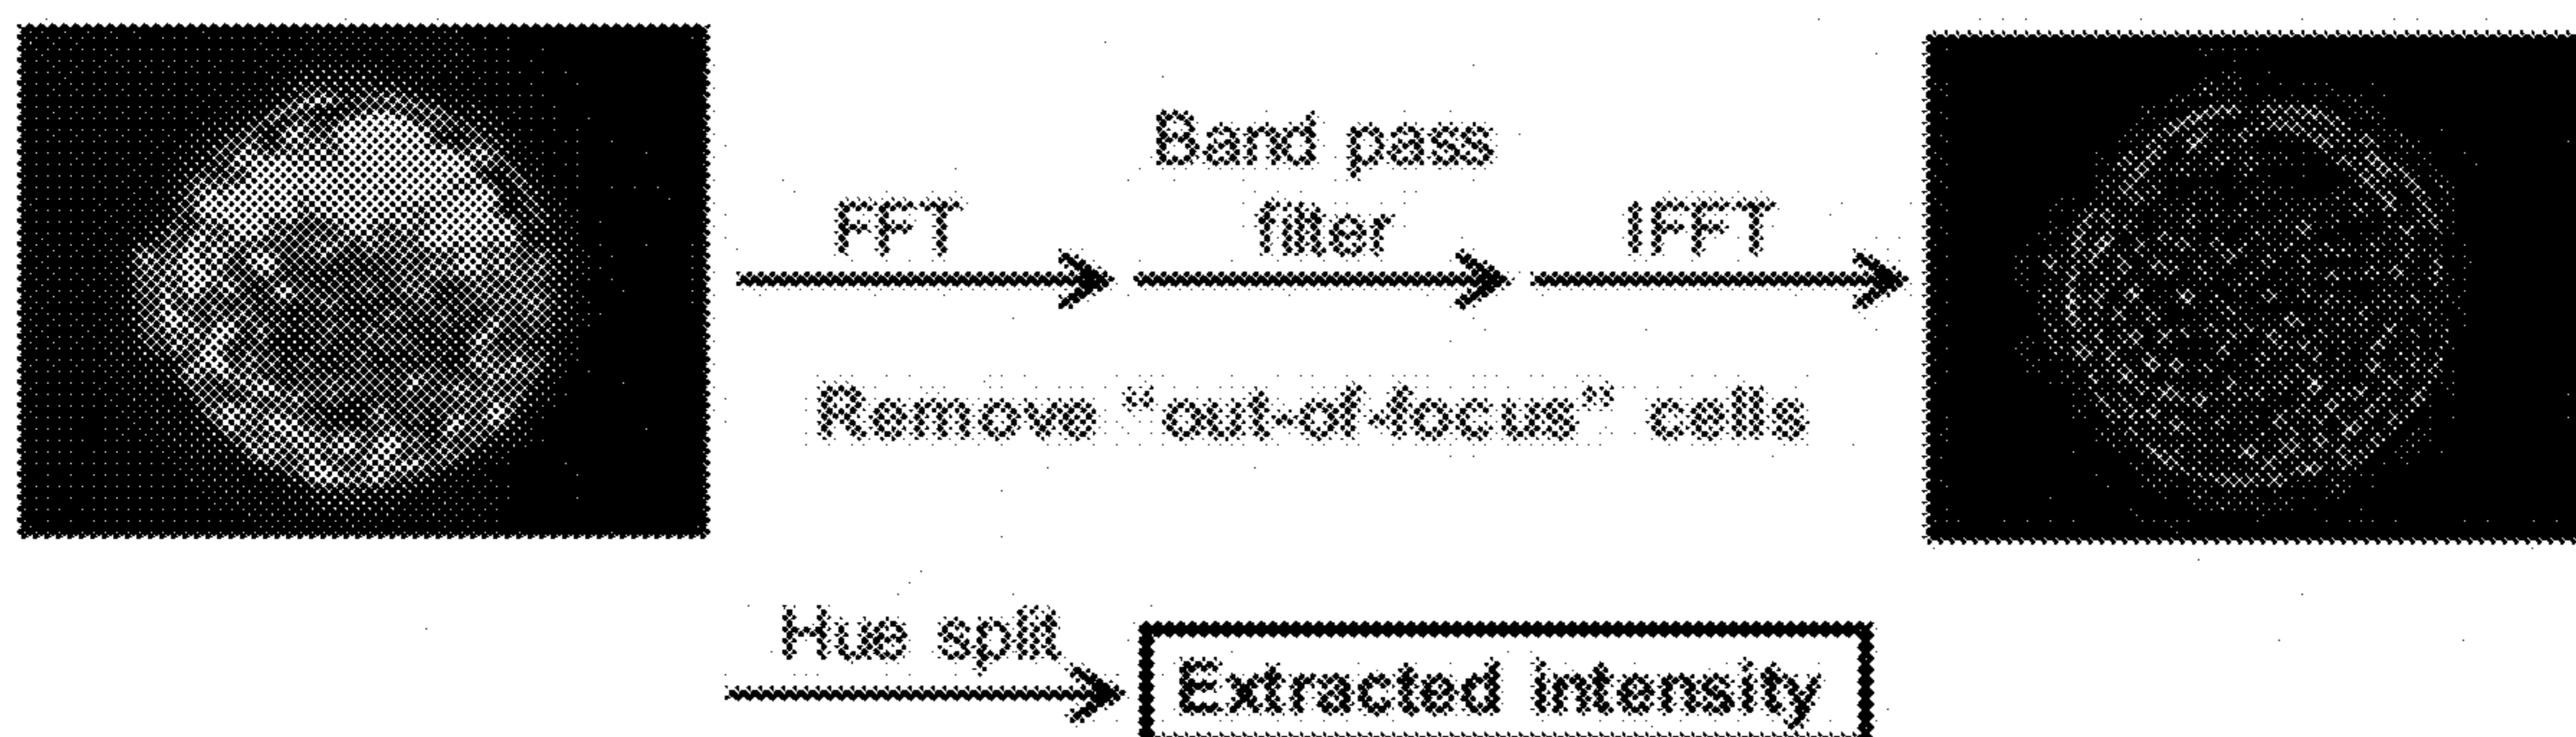 Band pass
FFT filter IFFT
Remove "out-of-focus" cells
Hue split
Extracted intensity